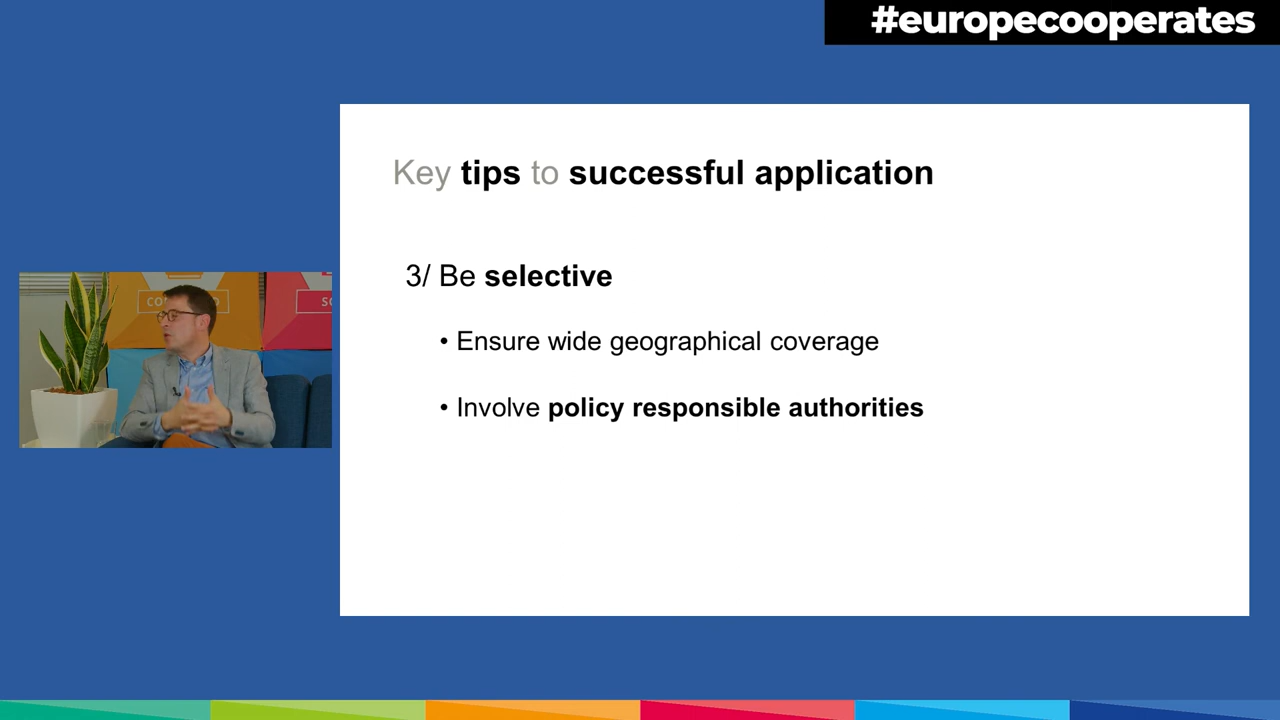 #europecooperates
Key tips to successful application
3/ Be selective
• Ensure wide geographical coverage
• Involve policy responsible authorities